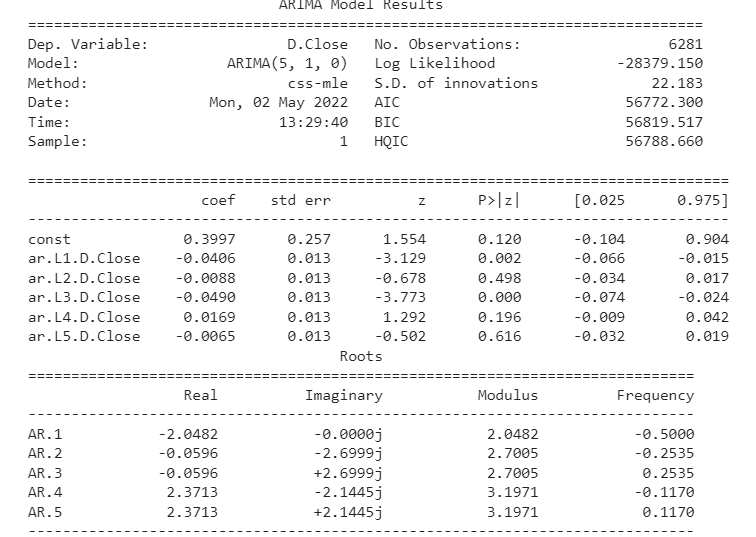 ARIMA Model Results
==============================================================================
Dep. Variable: D.Close No. Observations: 6281
Model: ARIMA(5, 1, 0) Log Likelihood -28379.150
Method: css-mle S.D. of innovations 22.183
Date: Mon, 02 May 2022 AIC 56772.300
Time: 13:29:40 BIC 56819.517
Sample: 1 HQIC 56788.660
=================================================================================
coef std err z P>|z| [0.025 0.975]
---------------------------------------------------------------------------------
const 0.3997 0.257 1.554 0.120 -0.104 0.904
ar.L1.D.Close -0.0406 0.013 -3.129 0.002 -0.066 -0.015
ar.L2.D.Close -0.0088 0.013 -0.678 0.498 -0.034 0.017
ar.L3.D.Close -0.0490 0.013 -3.773 0.000 -0.074 -0.024
ar.L4.D.Close 0.0169 0.013 1.292 0.196 -0.009 0.042
ar.L5.D.Close -0.0065 0.013 -0.502 0.616 -0.032 0.019
Roots
=============================================================================
Real Imaginary Modulus Frequency
-----------------------------------------------------------------------------
AR.1 -2.0482 -0.0000j 2.0482 -0.5000
AR.2 -0.0596 -2.6999j 2.7005 -0.2535
AR.3 -0.0596 +2.6999j 2.7005 0.2535
AR.4 2.3713 -2.1445j 3.1971 -0.1170
AR.5 2.3713 +2.1445j 3.1971 0.1170
-----------------------------------------------------------------------------